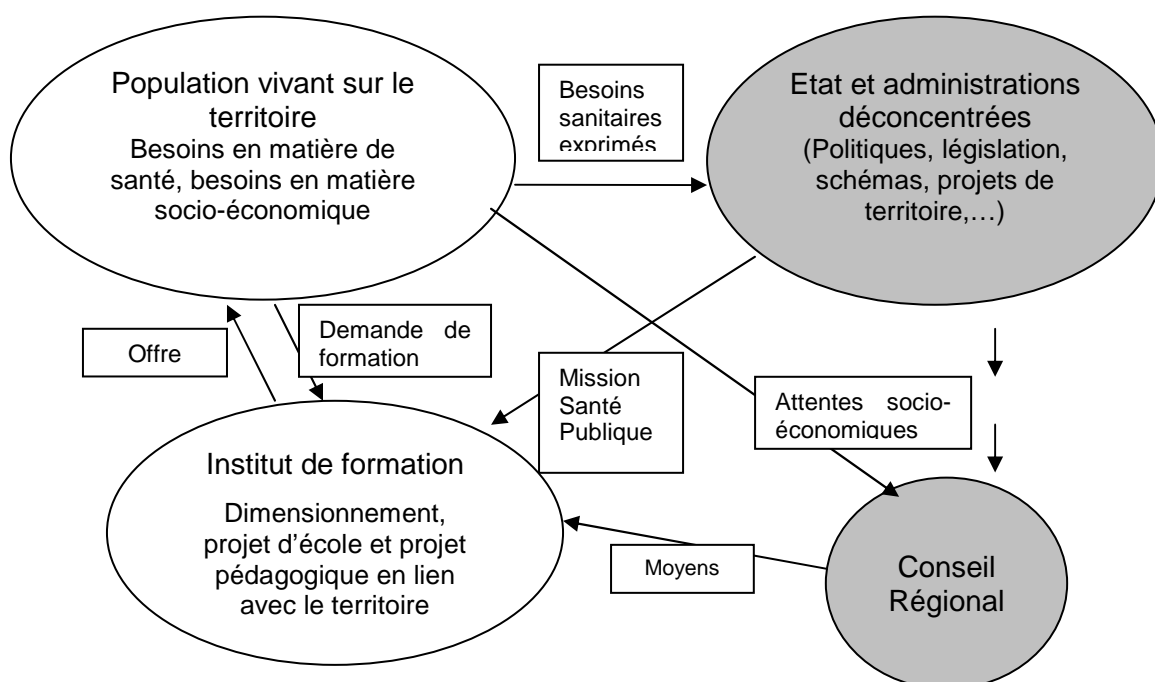 Population vivant sur le
territoire
Besoins en matière de
santé, besoins en matière
socio-économique
Besoins
sanitaires
exprimés
Etat et administrations
déconcentrées
(Politiques, législation,
schémas, projets de
territoire,…)
Offre
Demande de
formation
Mission
Santé
Publique
Attentes socio-
économiques
Institut de formation
Dimensionnement,
projet d’école et projet
pédagogique en lien
avec le territoire
Moyens
Conseil
Régional